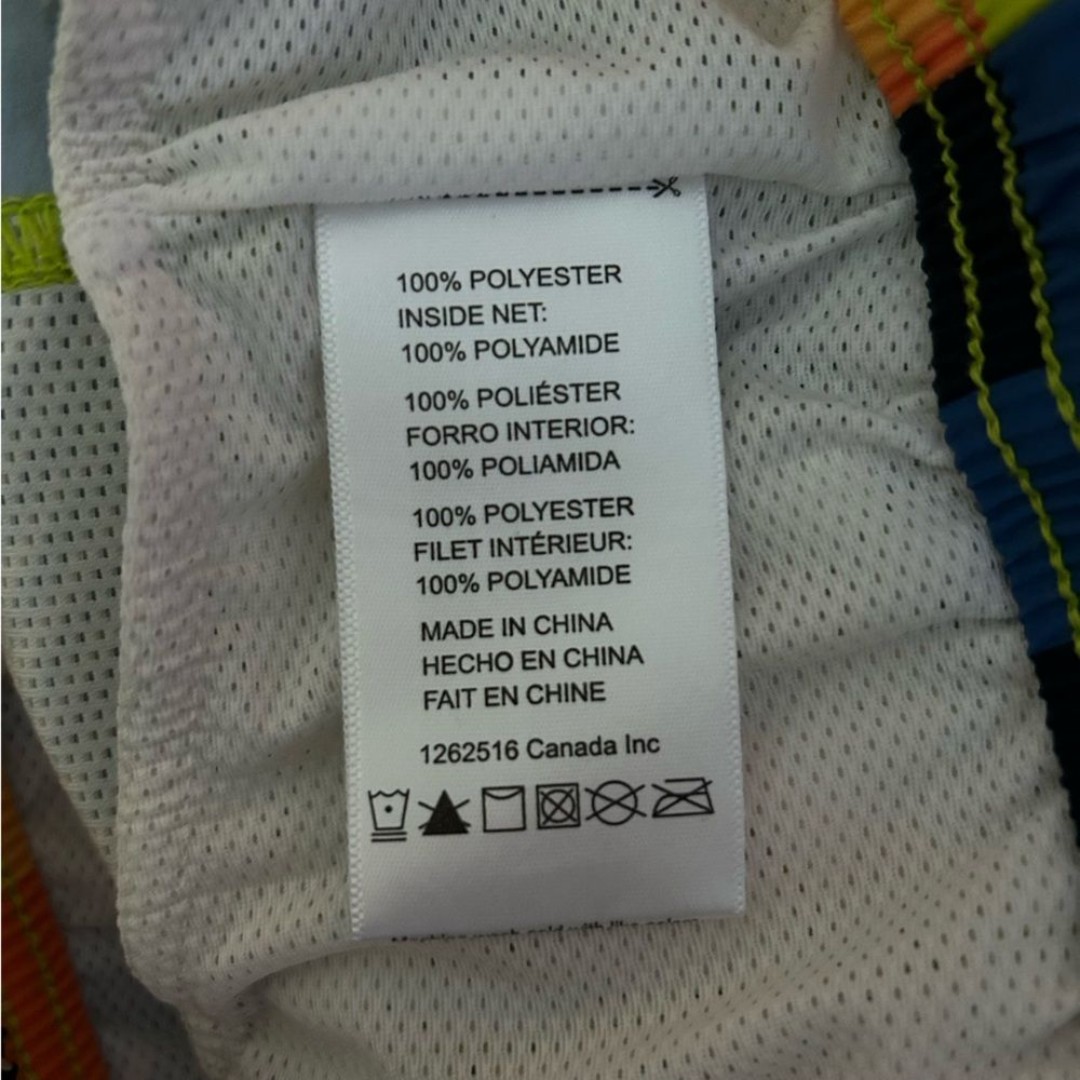 100% POLYESTER
INSIDE NET:
100% POLYAMIDE
100% POLIÉSTER
FORRO INTERIOR:
100% POLIAMIDA
100% POLYESTER
FILET INTÉRIEUR:
100% POLYAMIDE
MADE IN CHINA
HECHO EN CHINA
FAIT EN CHINE
1262516 Canada Inc